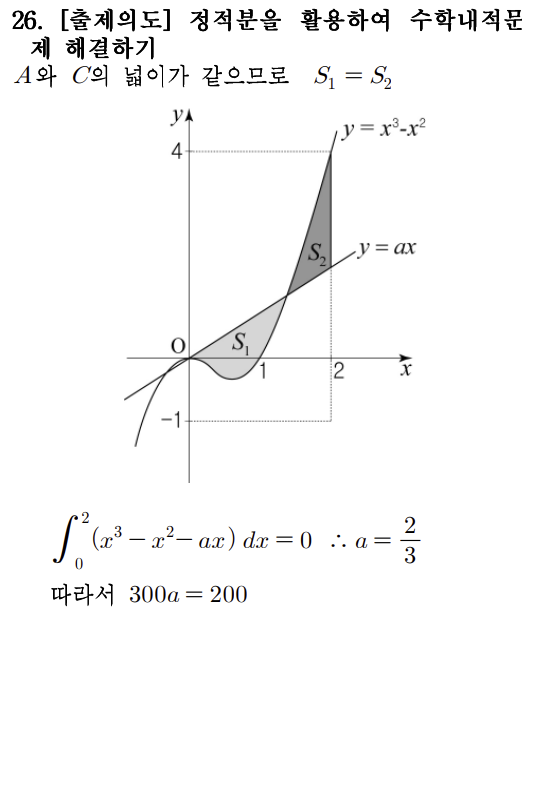 26. [출제의도] 정적분을 활용하여 수학내적문
제 해결하기
A와 C의 넓이가 같으므로 S₁ = S₂
y
y = x³-x²
4
y = ax
S₂
O
S₁
1
2
x
−1
∫₀² (x³ − x² − ax) dx = 0 ∴ a = 2/3
따라서 300a = 200